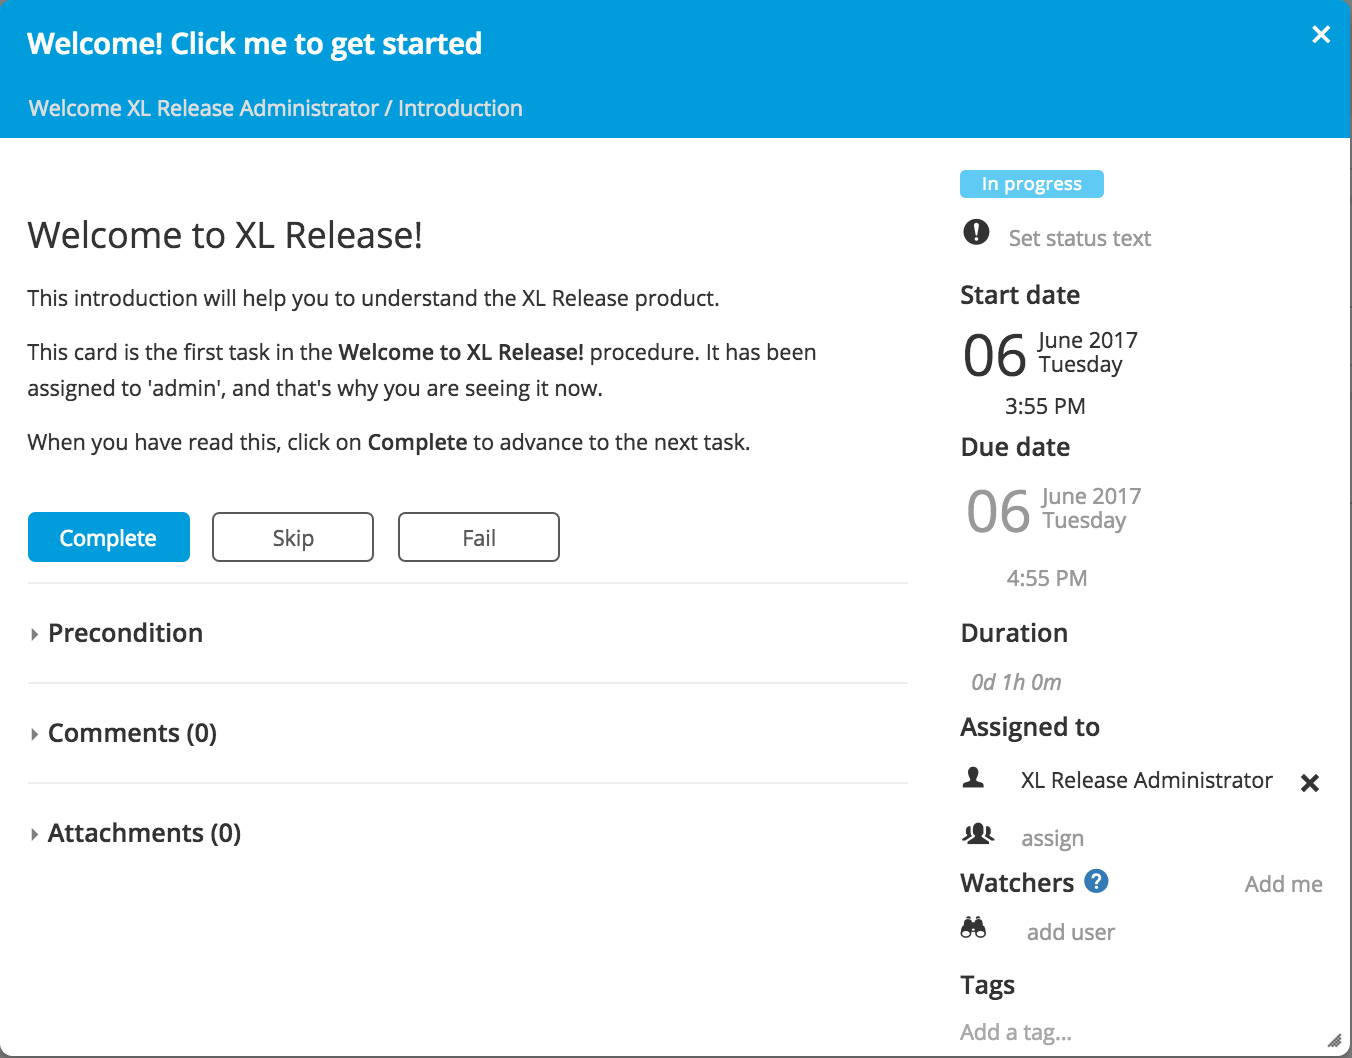 Welcome! Click me to get started
Welcome XL Release Administrator / Introduction
Welcome to XL Release!
This introduction will help you to understand the XL Release product.
This card is the first task in the Welcome to XL Release! procedure. It has been
assigned to 'admin', and that's why you are seeing it now.
When you have read this, click on Complete to advance to the next task.
Complete
Skip
Fail
Precondition
Comments (0)
Attachments (0)
In progress
Set status text
Start date
06
June 2017
Tuesday
3:55 PM
Due date
06
June 2017
Tuesday
4:55 PM
Duration
0d 1h 0m
Assigned to
XL Release Administrator
assign
Watchers ?
Add me
add user
Tags
Add a tag...